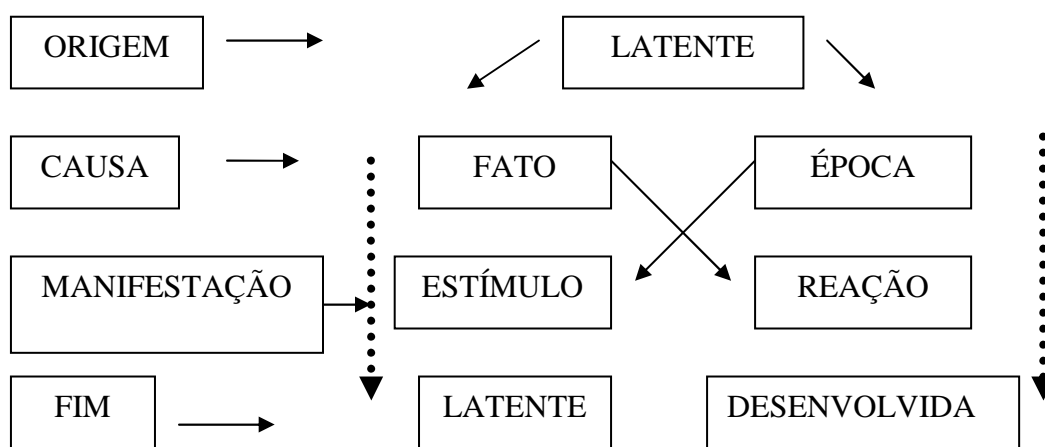 ORIGEM
LATENTE
CAUSA
FATO
ÉPOCA
MANIFESTAÇÃO
ESTÍMULO
REAÇÃO
FIM
LATENTE
DESENVOLVIDA